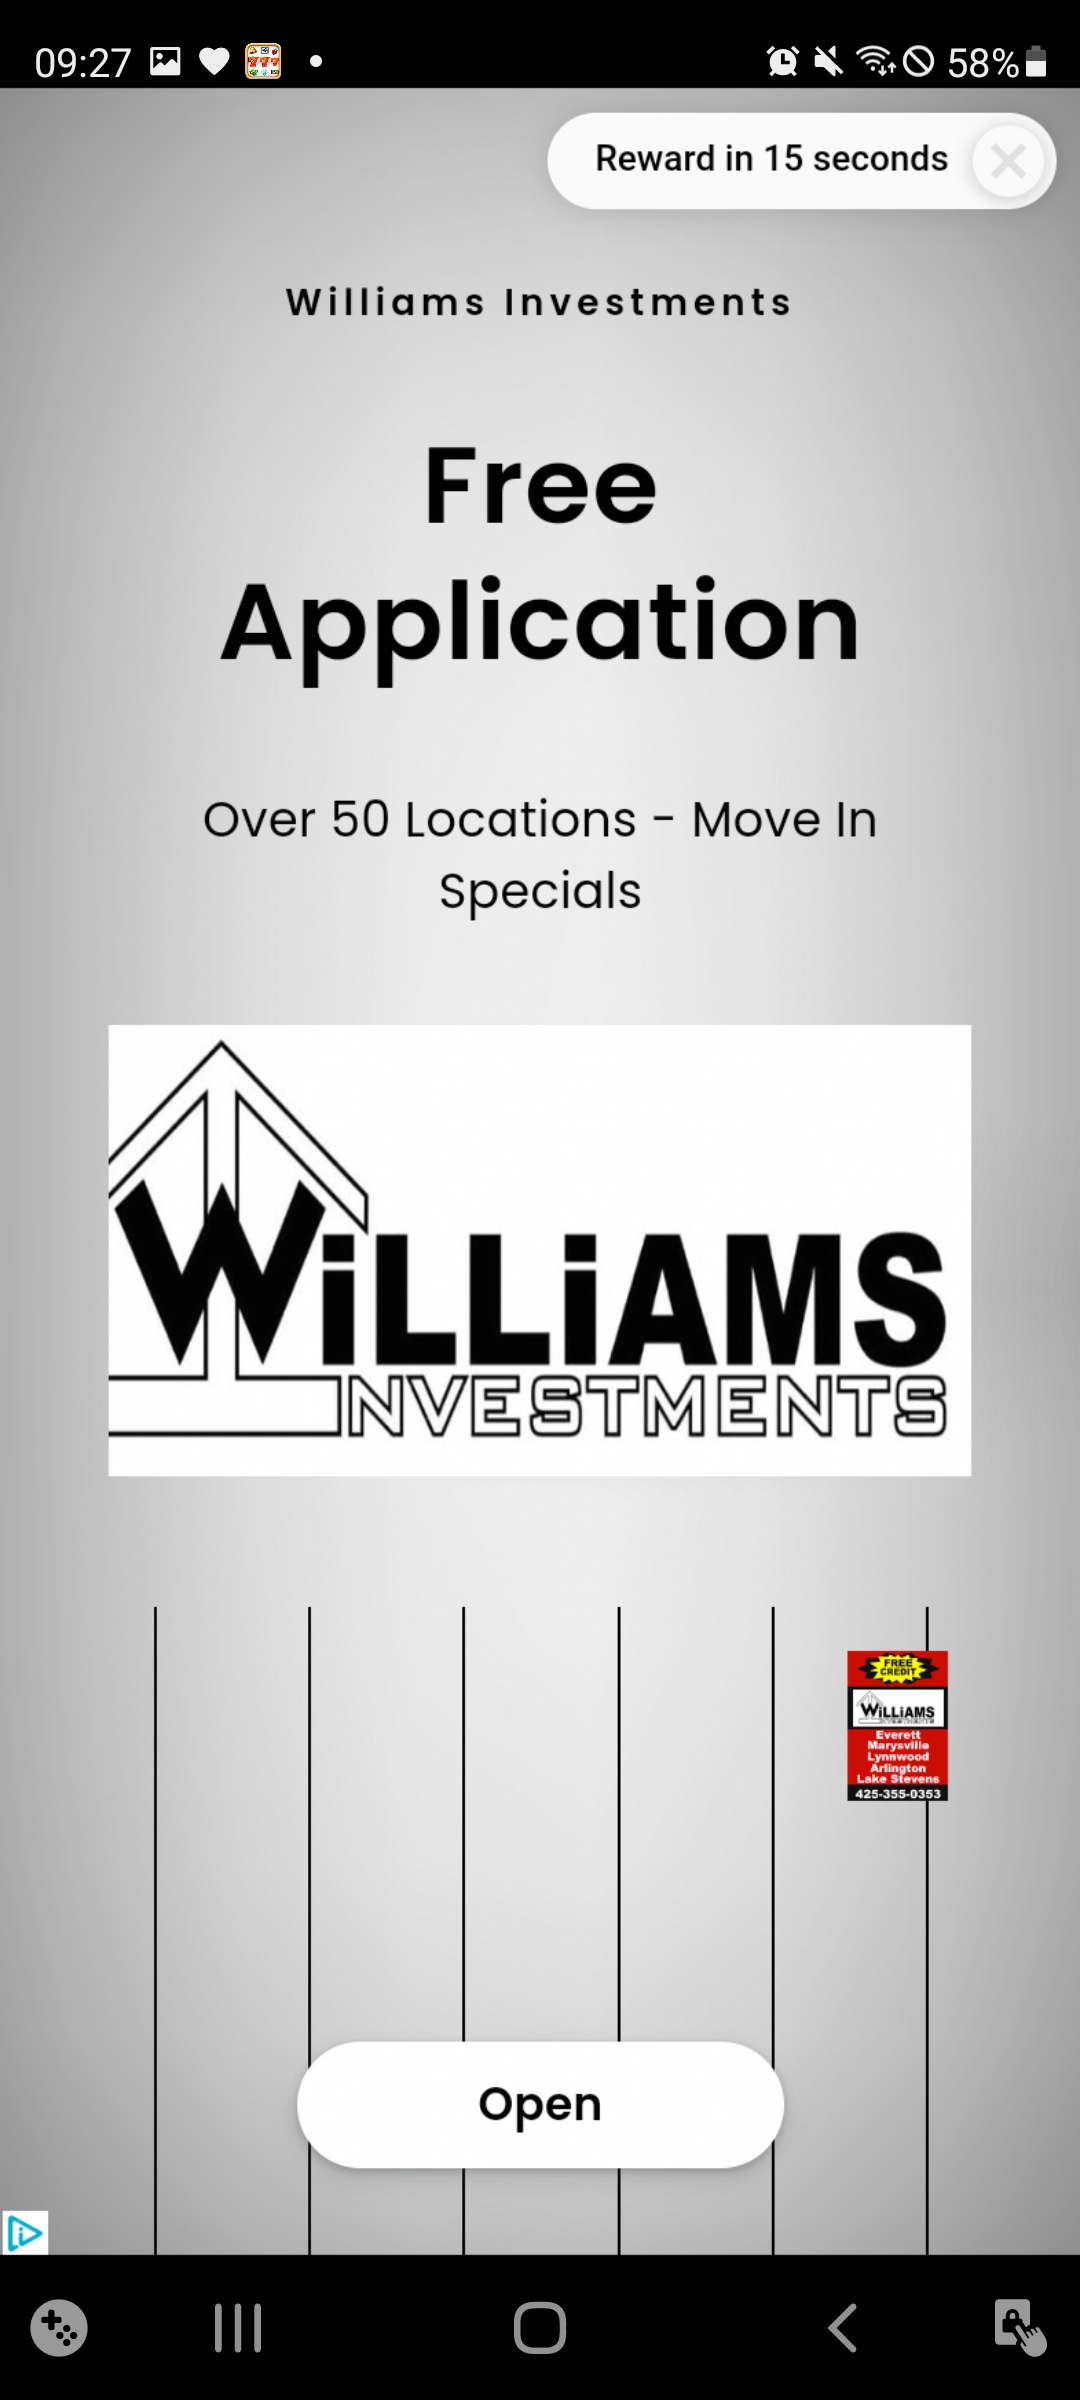 09:27
58%
Reward in 15 seconds
Williams Investments
Free
Application
Over 50 Locations - Move In
Specials
WiLLiAMS
INVESTMENTS
FREE
CREDIT
WiLLiAMS
Everett
Marysville
Lynnwood
Arlington
Lake Stevens
425-355-0353
Open